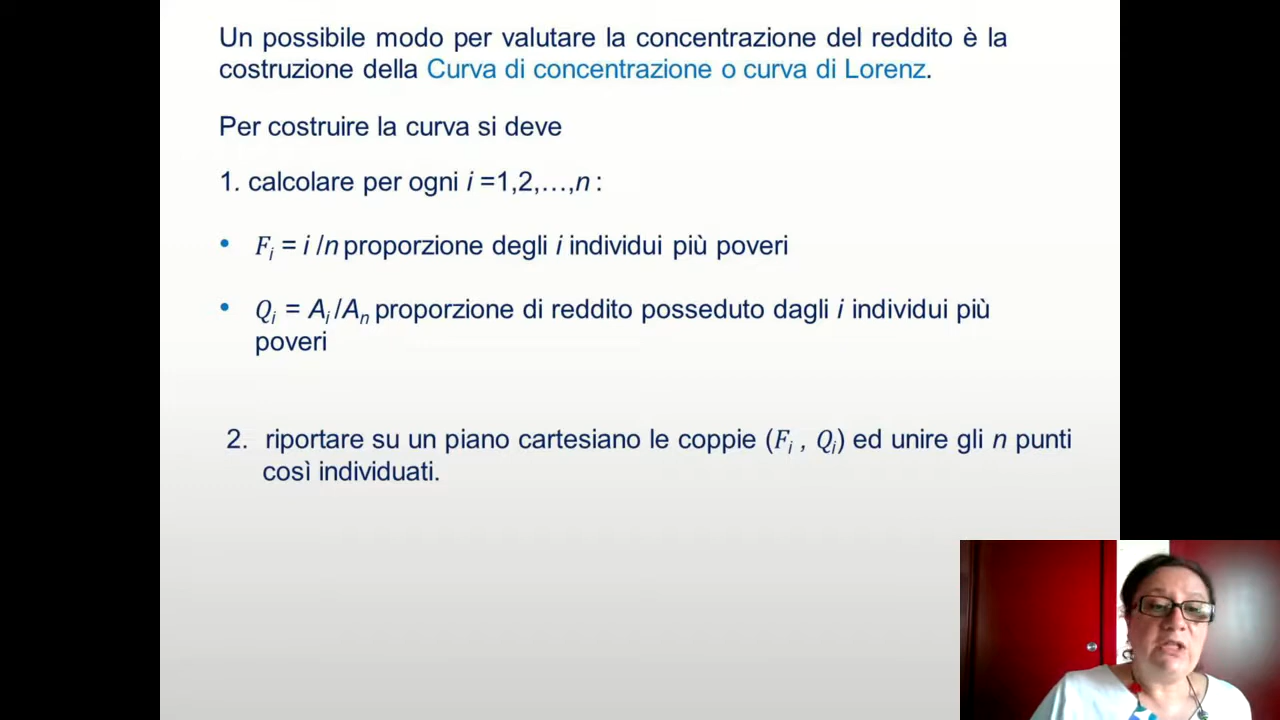 Un possibile modo per valutare la concentrazione del reddito è la
costruzione della Curva di concentrazione o curva di Lorenz.
Per costruire la curva si deve
1. calcolare per ogni i =1,2,…,n :
• Fi = i /n proporzione degli i individui più poveri
• Qi = Ai /An proporzione di reddito posseduto dagli i individui più
poveri
2. riportare su un piano cartesiano le coppie (Fi , Qi) ed unire gli n punti
così individuati.